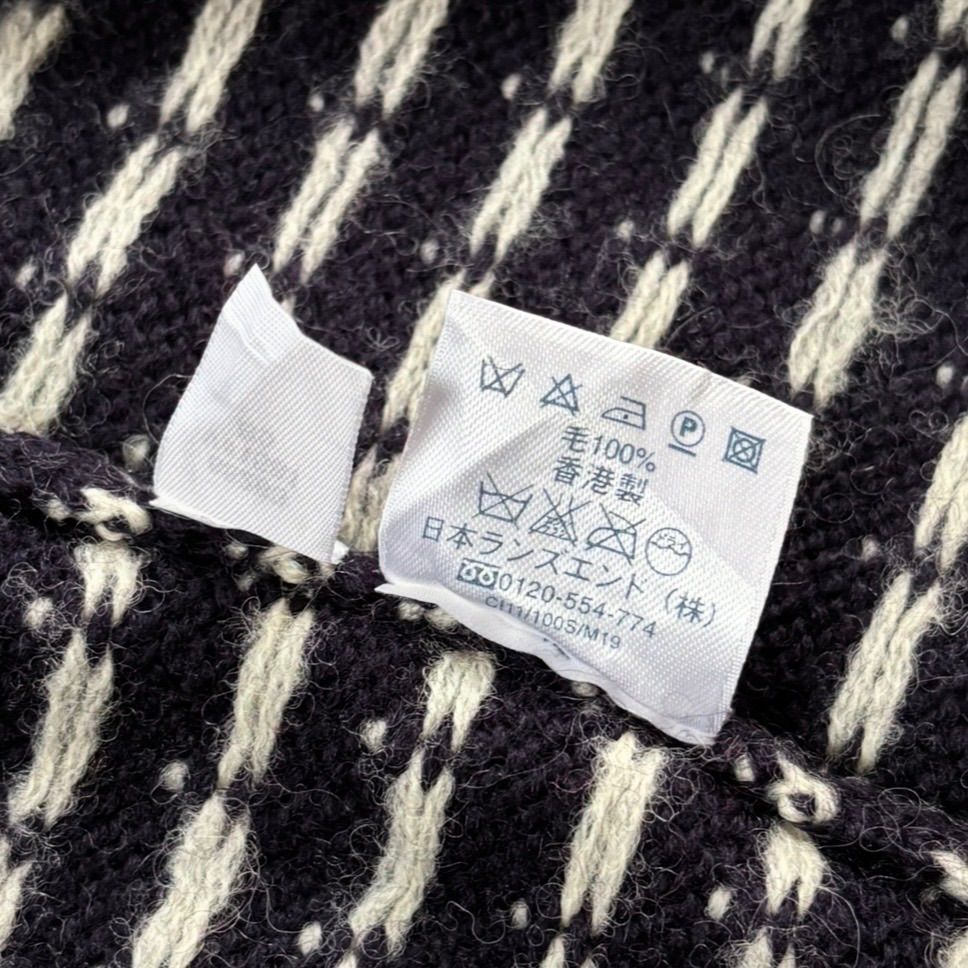 P
毛100%
香港製
日本ランズエンド（株）
0120-554-774
CI11/100S/M19